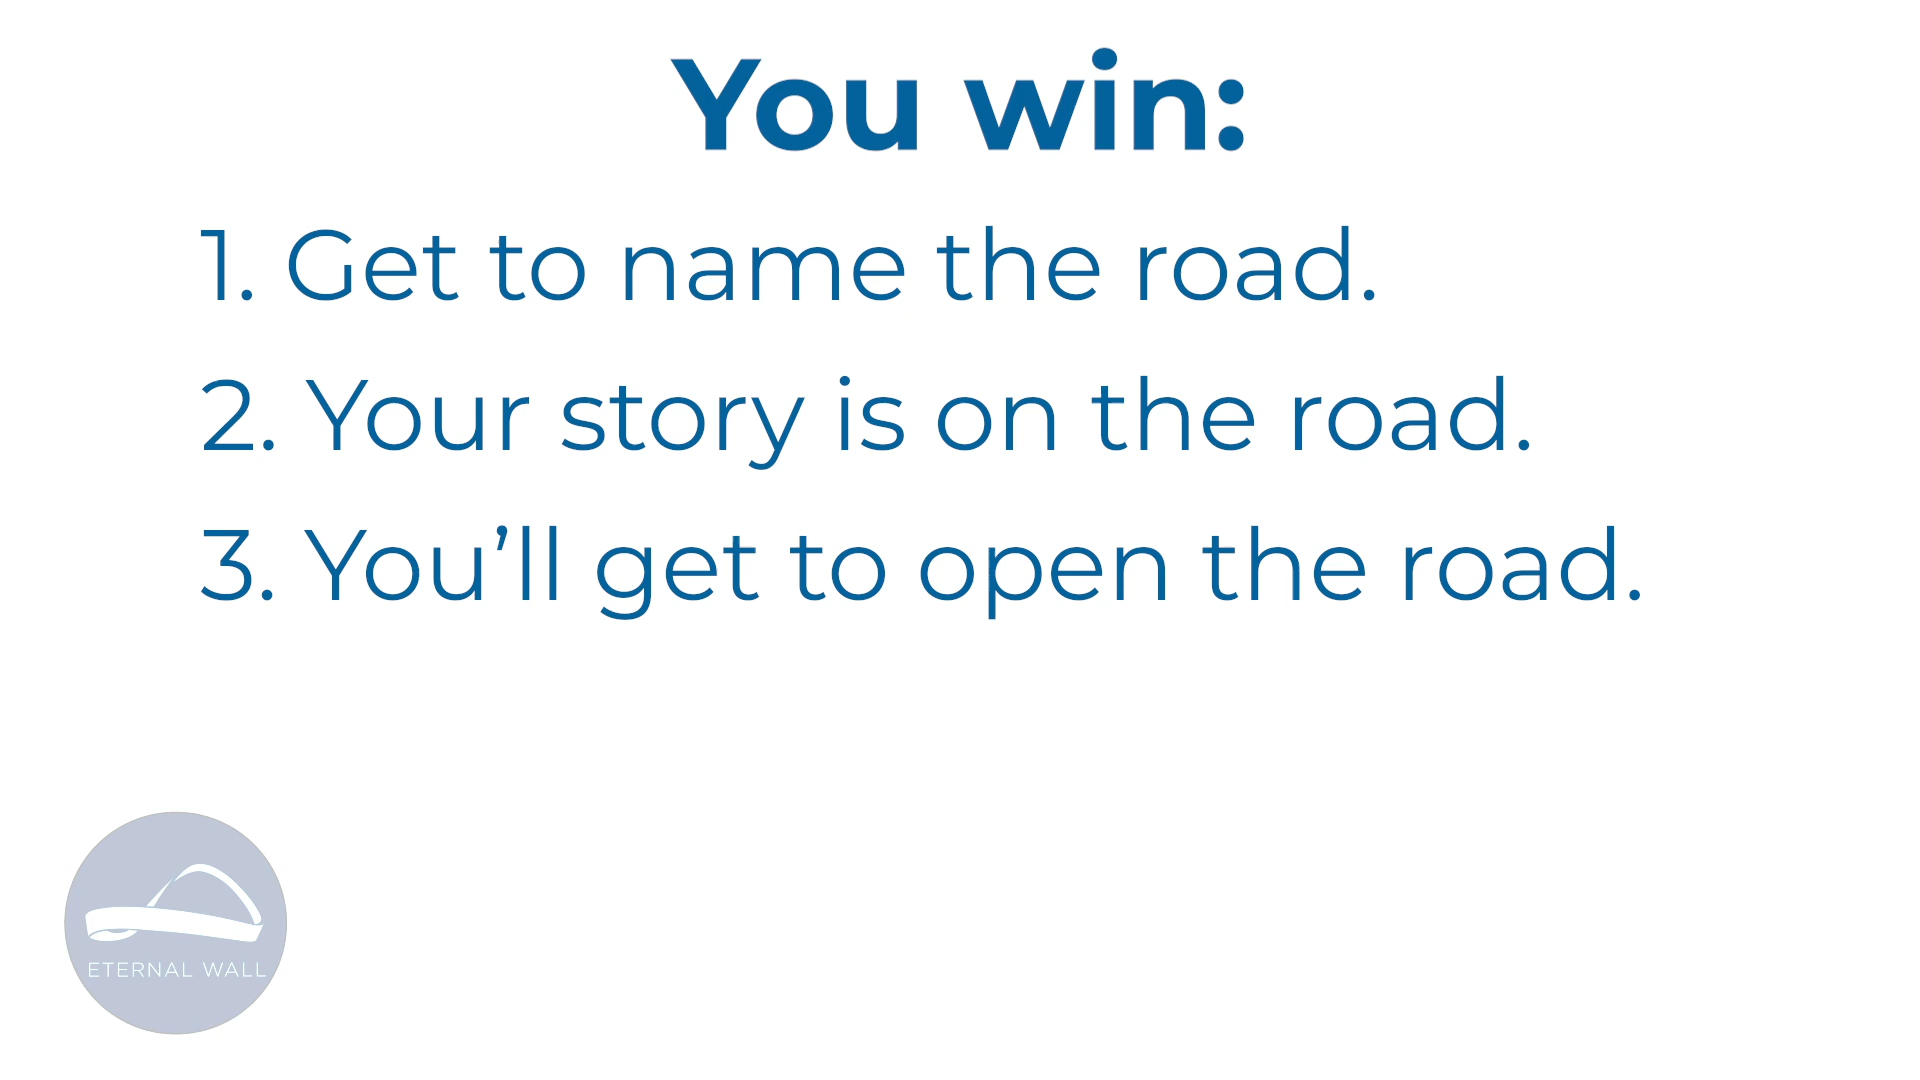 You win:
1. Get to name the road.
2. Your story is on the road.
3. You’ll get to open the road.
ETERNAL WALL